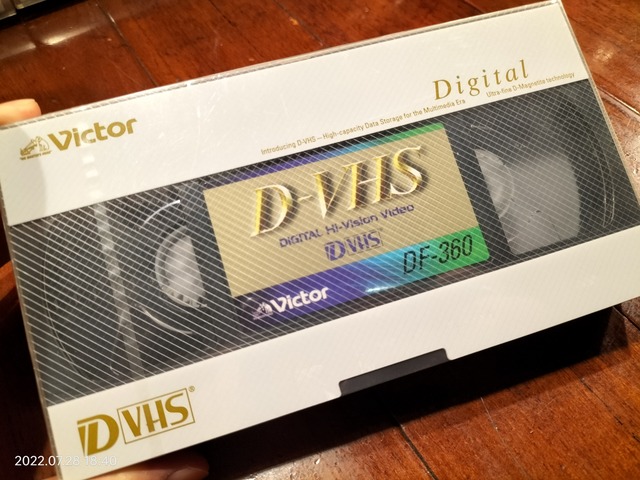 Victor
Digital
Introducing D-VHS – High-capacity Data Storage for the Multimedia Era
Ultra-fine D-Magnetite technology
D-VHS
DIGITAL Hi-Vision Video
D VHS
DF-360
Victor
D VHS®
2022.07.28 18:40